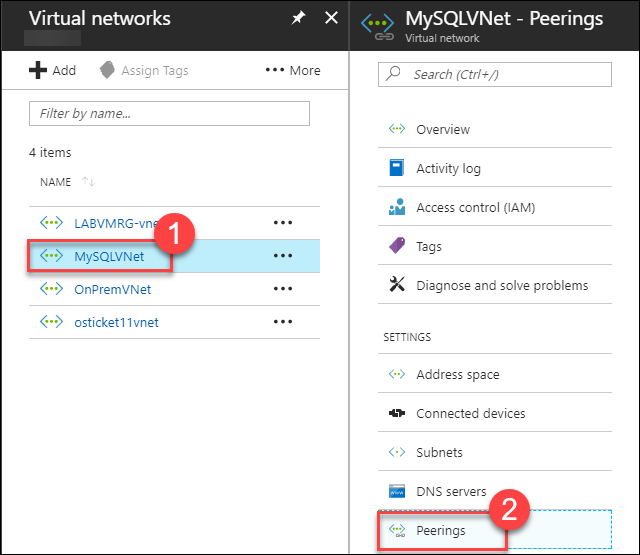 Virtual networks
Add
Assign Tags
More
Filter by name...
4 items
NAME
LABVMRG-vne
1
MySQLVNet
OnPremVNet
osticket11vnet
MySQLVNet - Peerings
Virtual network
Search (Ctrl+/)
Overview
Activity log
Access control (IAM)
Tags
Diagnose and solve problems
SETTINGS
Address space
Connected devices
Subnets
DNS servers
2
Peerings